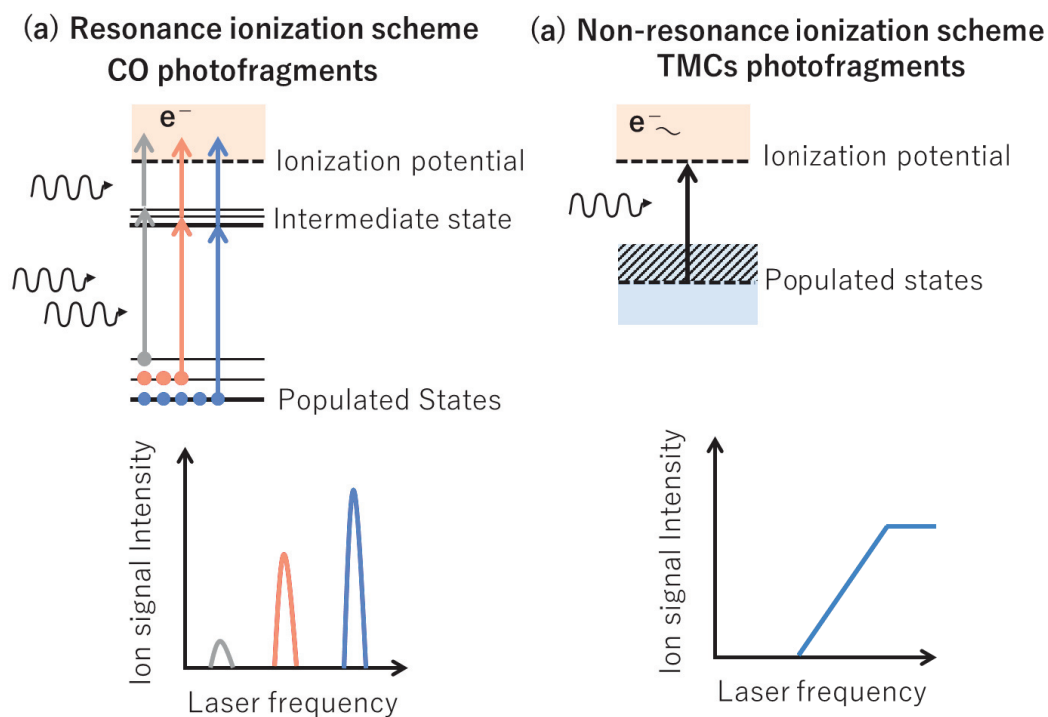 (a) Resonance ionization scheme
CO photofragments
e⁻
Ionization potential
Intermediate state
Populated States
Ion signal Intensity
Laser frequency
(a) Non-resonance ionization scheme
TMCs photofragments
e⁻
Ionization potential
Populated states
Ion signal Intensity
Laser frequency